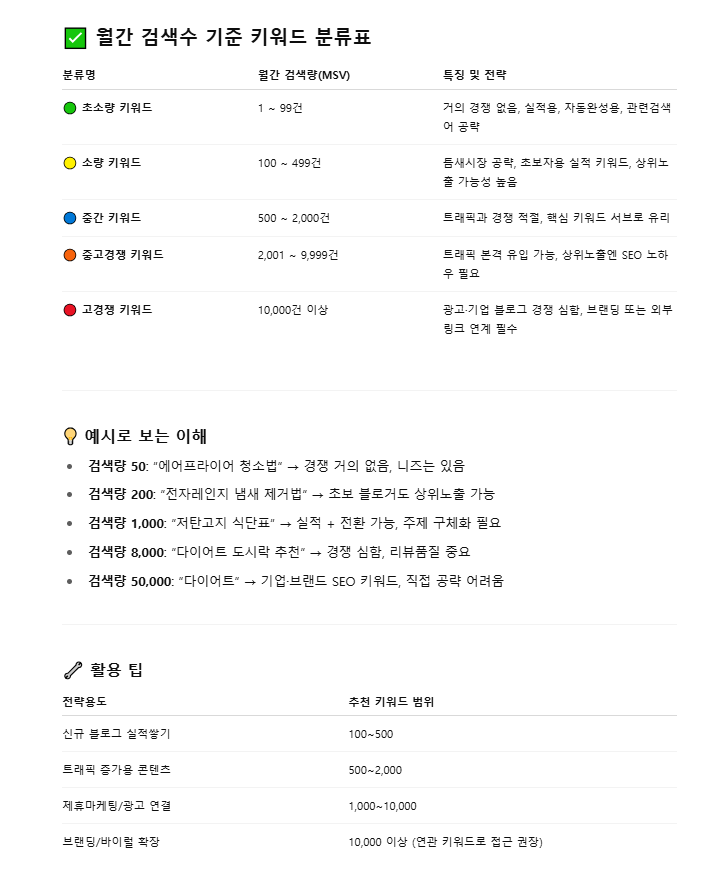 ✅ 월간 검색수 기준 키워드 분류표
분류명 월간 검색량(MSV) 특징 및 전략
초소량 키워드 1 ~ 99건 거의 경쟁 없음, 실적용, 자동완성용, 관련검색
어 공략
소량 키워드 100 ~ 499건 틈새시장 공략, 초보자용 실적 키워드, 상위노
출 가능성 높음
중간 키워드 500 ~ 2,000건 트래픽과 경쟁 적절, 핵심 키워드 서브로 유리
중고경쟁 키워드 2,001 ~ 9,999건 트래픽 본격 유입 가능, 상위노출엔 SEO 노하
우 필요
고경쟁 키워드 10,000건 이상 광고·기업 블로그 경쟁 심함, 브랜딩 또는 외부
링크 연계 필수
예시로 보는 이해
검색량 50: "에어프라이어 청소법" → 경쟁 거의 없음, 니즈는 있음
검색량 200: "전자레인지 냄새 제거법" → 초보 블로거도 상위노출 가능
검색량 1,000: "저탄고지 식단표" → 실적 + 전환 가능, 주제 구체화 필요
검색량 8,000: "다이어트 도시락 추천" → 경쟁 심함, 리뷰품질 중요
검색량 50,000: "다이어트" → 기업·브랜드 SEO 키워드, 직접 공략 어려움
활용 팁
전략용도 추천 키워드 범위
신규 블로그 실적쌓기 100~500
트래픽 증가용 콘텐츠 500~2,000
제휴마케팅/광고 연결 1,000~10,000
브랜딩/바이럴 확장 10,000 이상 (연관 키워드로 접근 권장)